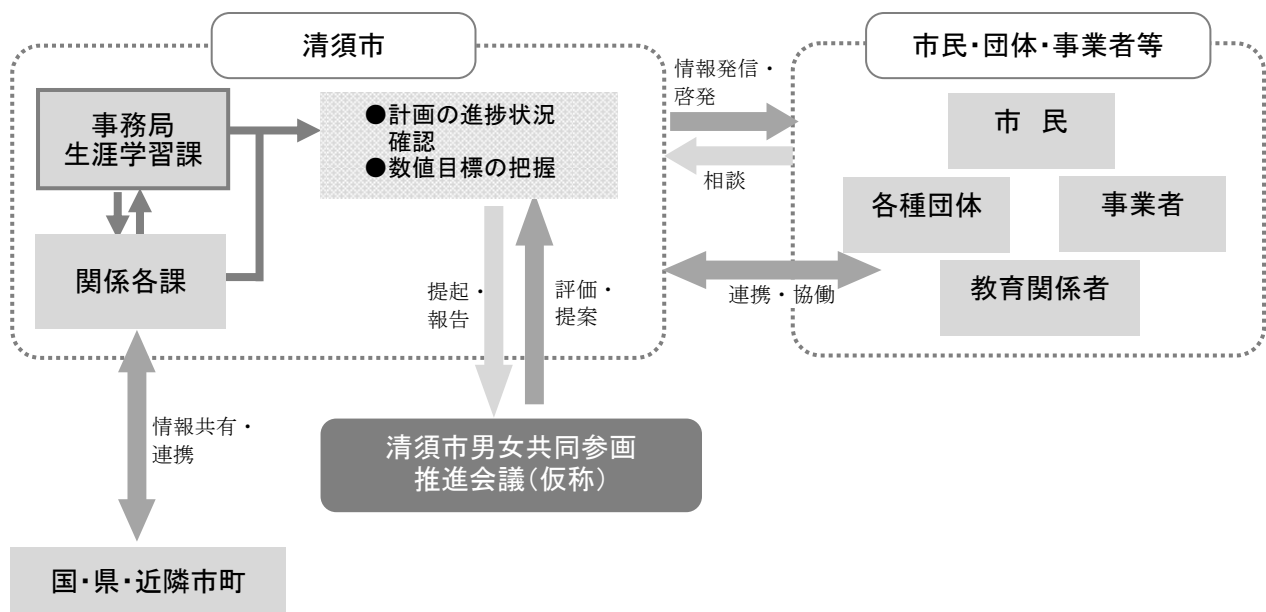 清須市
事務局
生涯学習課
関係各課
●計画の進捗状況
確認
●数値目標の把握
提起・
報告
評価・
提案
情報発信・
啓発
相談
連携・協働
市民・団体・事業者等
市 民
各種団体
事業者
教育関係者
情報共有・
連携
清須市男女共同参画
推進会議（仮称）
国・県・近隣市町